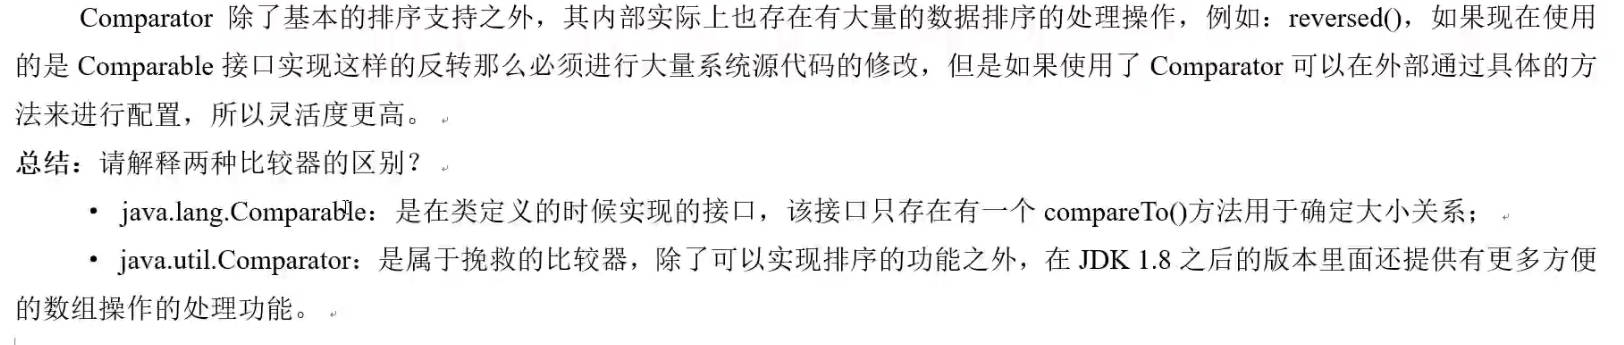 Comparator 除了基本的排序支持之外，其内部实际上也存在有大量的数据排序的处理操作，例如：reversed()，如果现在使用
的是 Comparable 接口实现这样的反转那么必须进行大量系统源代码的修改，但是如果使用了 Comparator 可以在外部通过具体的方
法来进行配置，所以灵活度更高。
总结：请解释两种比较器的区别？
• java.lang.Comparable：是在类定义的时候实现的接口，该接口只存在有一个 compareTo()方法用于确定大小关系；
• java.util.Comparator：是属于挽救的比较器，除了可以实现排序的功能之外，在 JDK 1.8 之后的版本里面还提供有更多方便
的数组操作的处理功能。